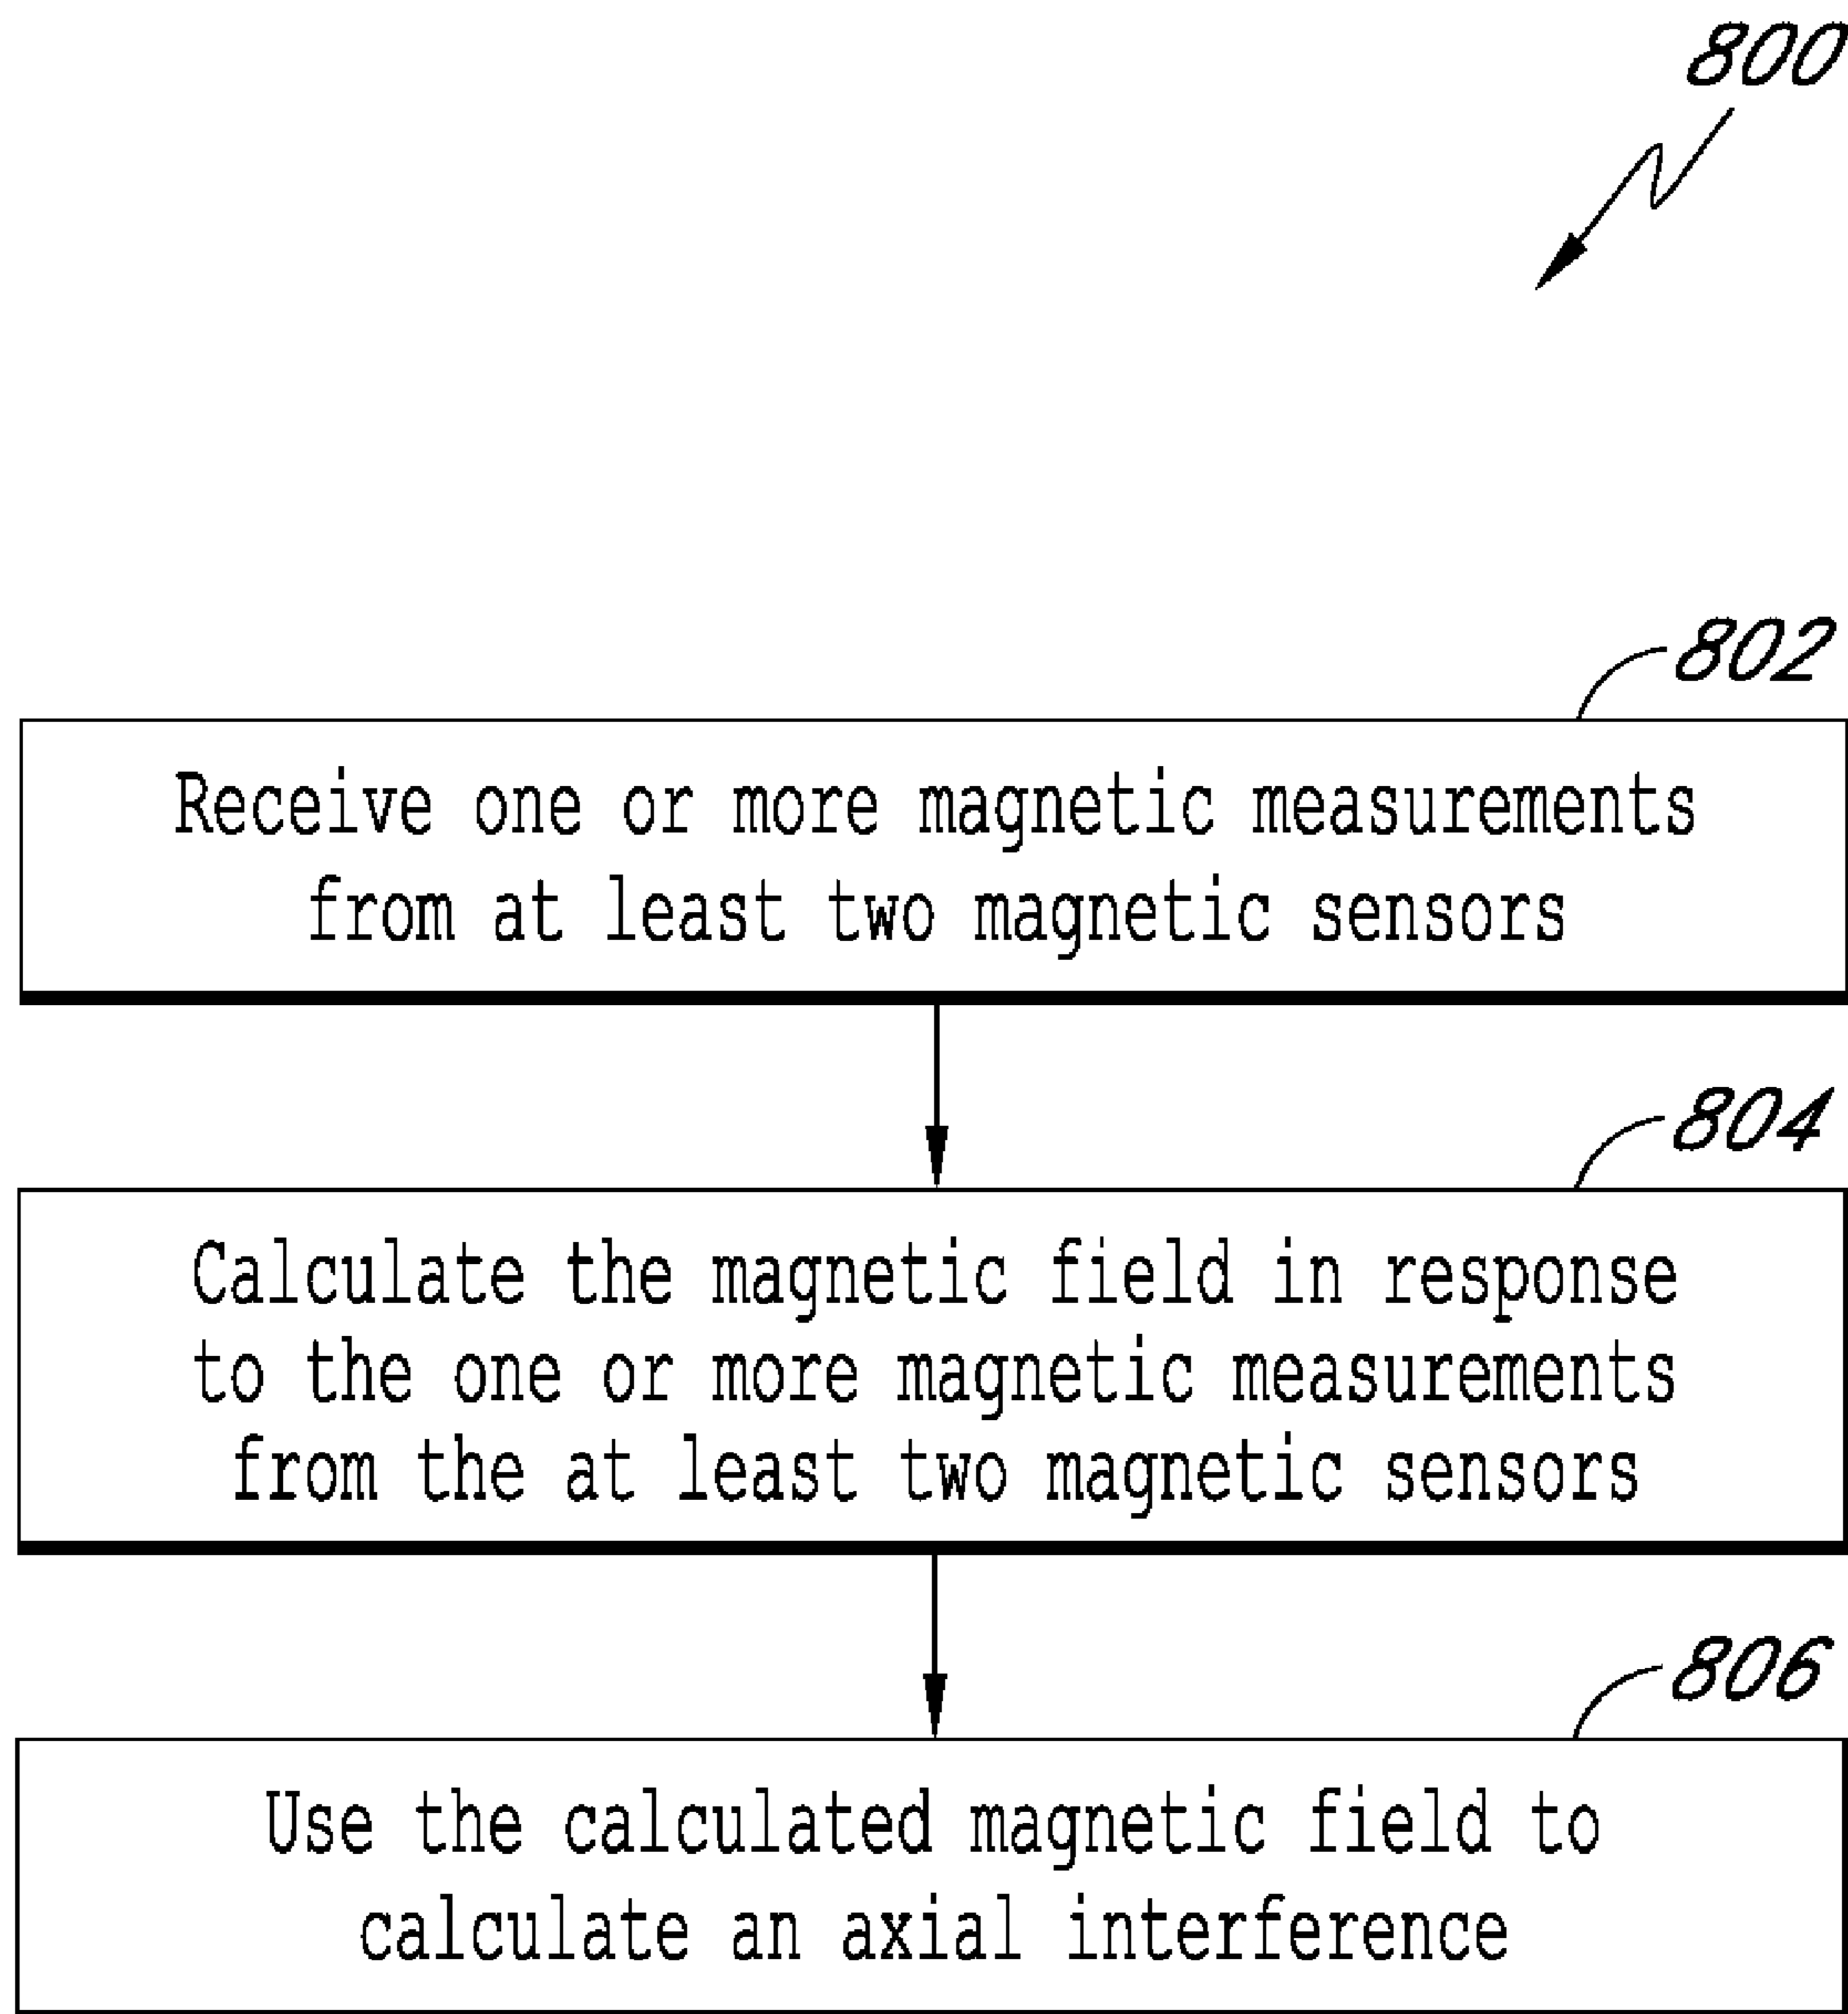 800
802
Receive one or more magnetic measurements
from at least two magnetic sensors
804
Calculate the magnetic field in response
to the one or more magnetic measurements
from the at least two magnetic sensors
806
Use the calculated magnetic field to
calculate an axial interference